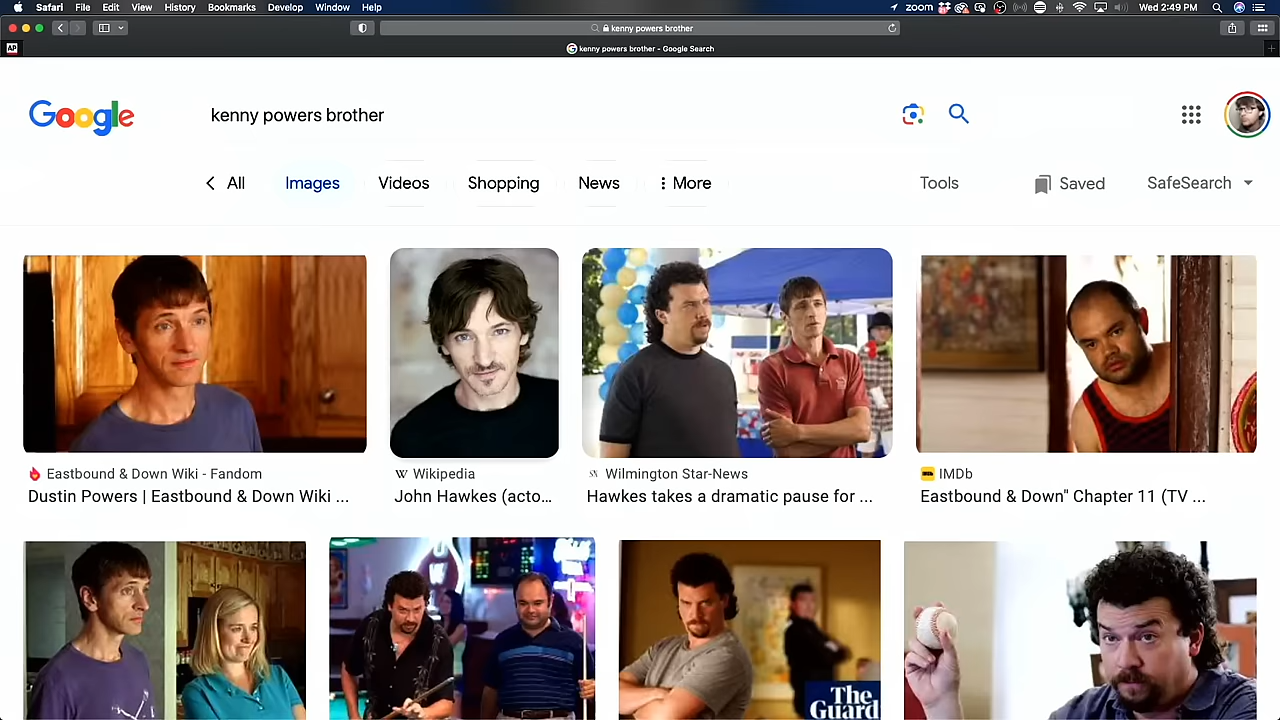 Safari File Edit View History Bookmarks Develop Window Help zoom Wed 2:49 PM
kenny powers brother
AP kenny powers brother - Google Search
Google kenny powers brother
All Images Videos Shopping News More Tools Saved SafeSearch
Eastbound & Down Wiki - Fandom
Dustin Powers | Eastbound & Down Wiki ...
W Wikipedia
John Hawkes (acto...
SN Wilmington Star-News
Hawkes takes a dramatic pause for ...
IMDb
Eastbound & Down" Chapter 11 (TV ...
The
Guard